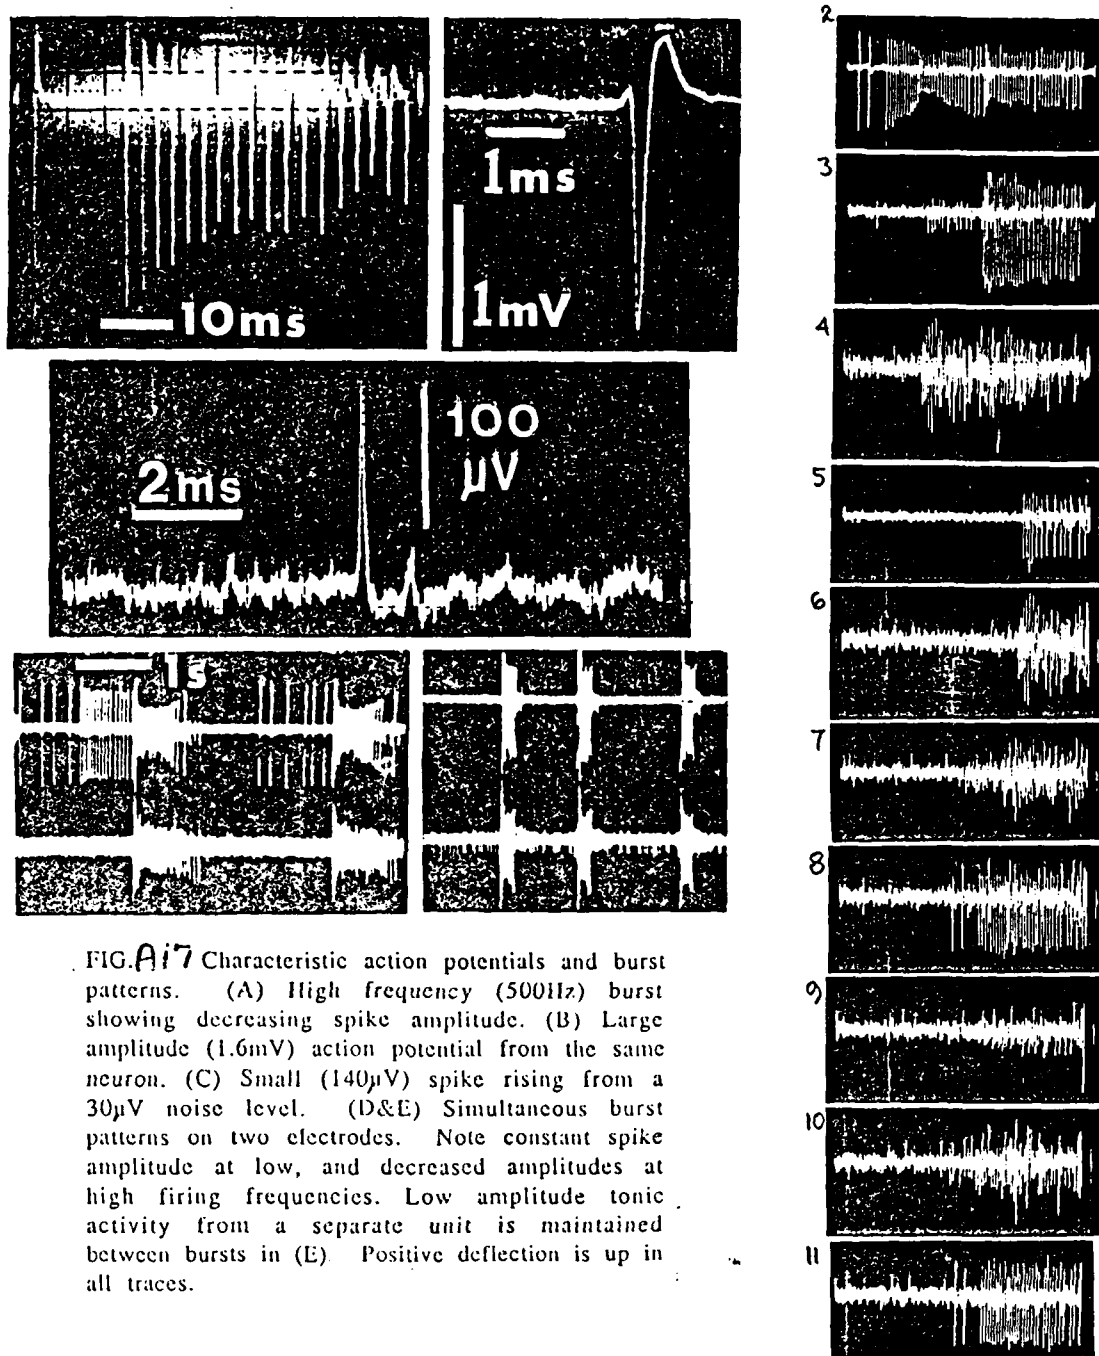 10ms
1ms
1mV
2ms
100
µV
1s
FIG. Ai7 Characteristic action potentials and burst
patterns. (A) High frequency (500Hz) burst
showing decreasing spike amplitude. (B) Large
amplitude (1.6mV) action potential from the same
neuron. (C) Small (140µV) spike rising from a
30µV noise level. (D&E) Simultaneous burst
patterns on two electrodes. Note constant spike
amplitude at low, and decreased amplitudes at
high firing frequencies. Low amplitude tonic
activity from a separate unit is maintained
between bursts in (E). Positive deflection is up in
all traces.
2
3
4
5
6
7
8
9
10
11